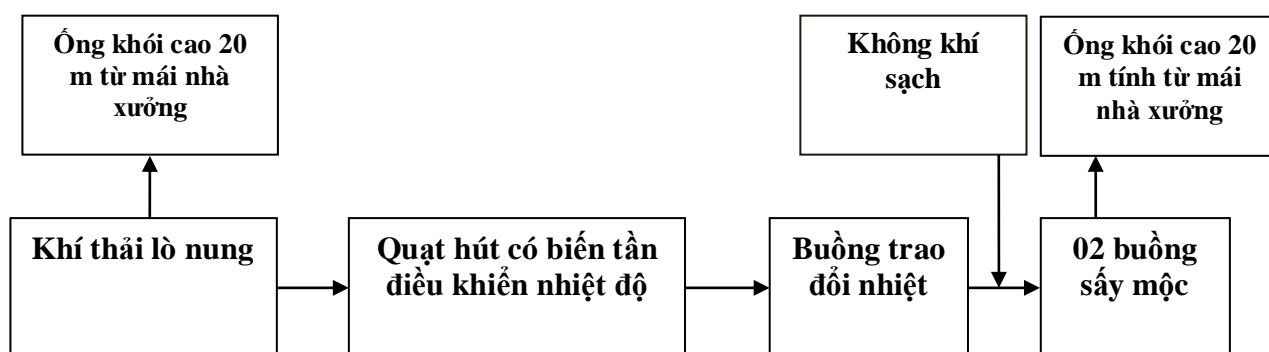 Ống khói cao 20
m từ mái nhà
xưởng
Không khí
sạch
Ống khói cao 20
m tính từ mái
nhà xưởng
Khí thải lò nung
Quạt hút có biến tần
điều khiển nhiệt độ
Buồng trao
đổi nhiệt
02 buồng
sấy mộc